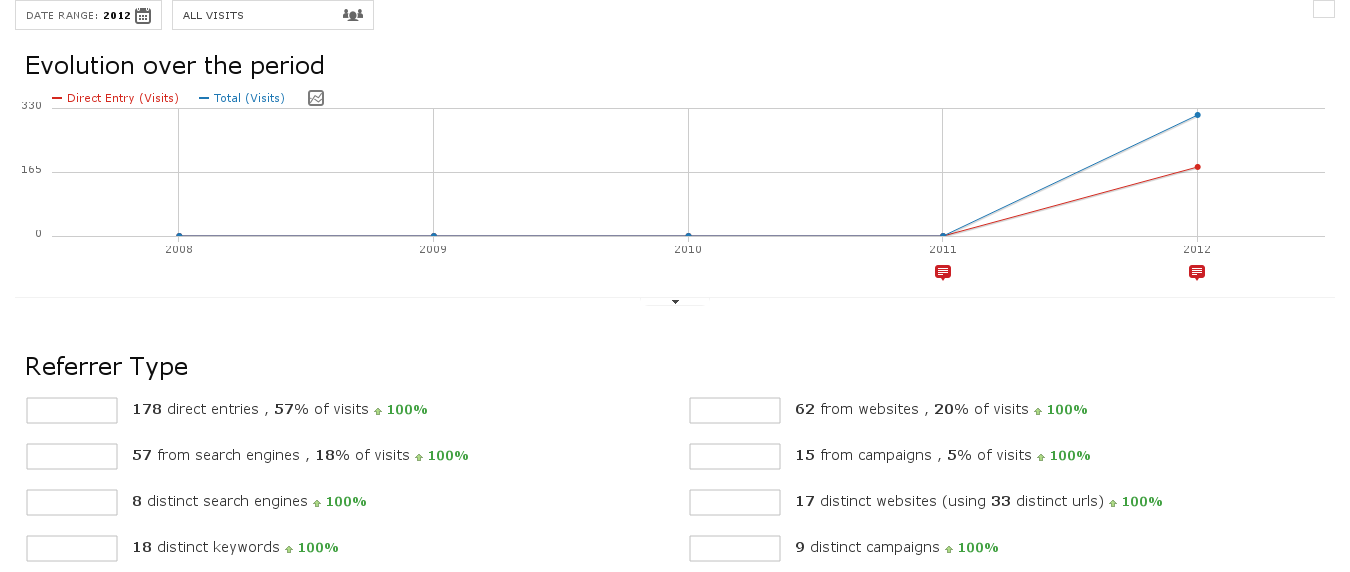 DATE RANGE: 2012
ALL VISITS
Evolution over the period
Direct Entry (Visits) Total (Visits)
330
165
0
2008 2009 2010 2011 2012
Referrer Type
178 direct entries , 57% of visits 100%
62 from websites , 20% of visits 100%
57 from search engines , 18% of visits 100%
15 from campaigns , 5% of visits 100%
8 distinct search engines 100%
17 distinct websites (using 33 distinct urls) 100%
18 distinct keywords 100%
9 distinct campaigns 100%